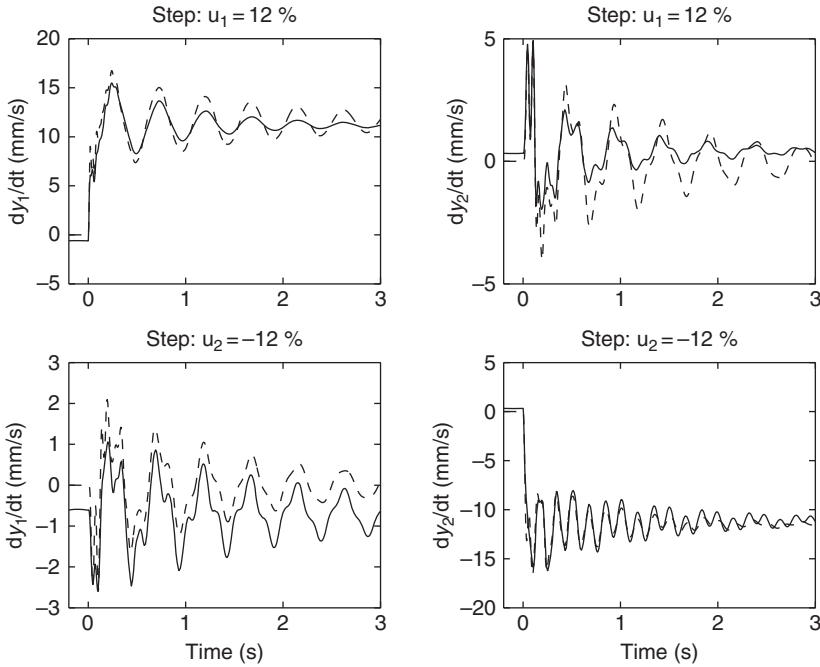 Step: u₁ = 12 %
20
15
10
5
0
−5
dy₁/dt (mm/s)
0 1 2 3
Step: u₁ = 12 %
5
0
−5
dy₂/dt (mm/s)
0 1 2 3
Step: u₂ = −12 %
3
2
1
0
−1
−2
−3
dy₁/dt (mm/s)
0 1 2 3
Time (s)
Step: u₂ = −12 %
5
0
−5
−10
−15
−20
dy₂/dt (mm/s)
0 1 2 3
Time (s)